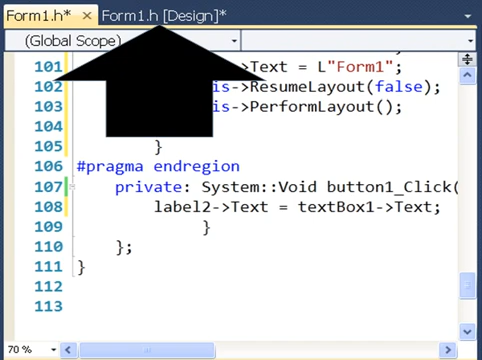 Form1.h* × Form1.h [Design]*
(Global Scope)
101 ->Text = L"Form1";
102 is->ResumeLayout(false);
103 is->PerformLayout();
104
105 }
106 #pragma endregion
107 private: System::Void button1_Click(
108 label2->Text = textBox1->Text;
109 }
110 };
111 }
112
113
70 %